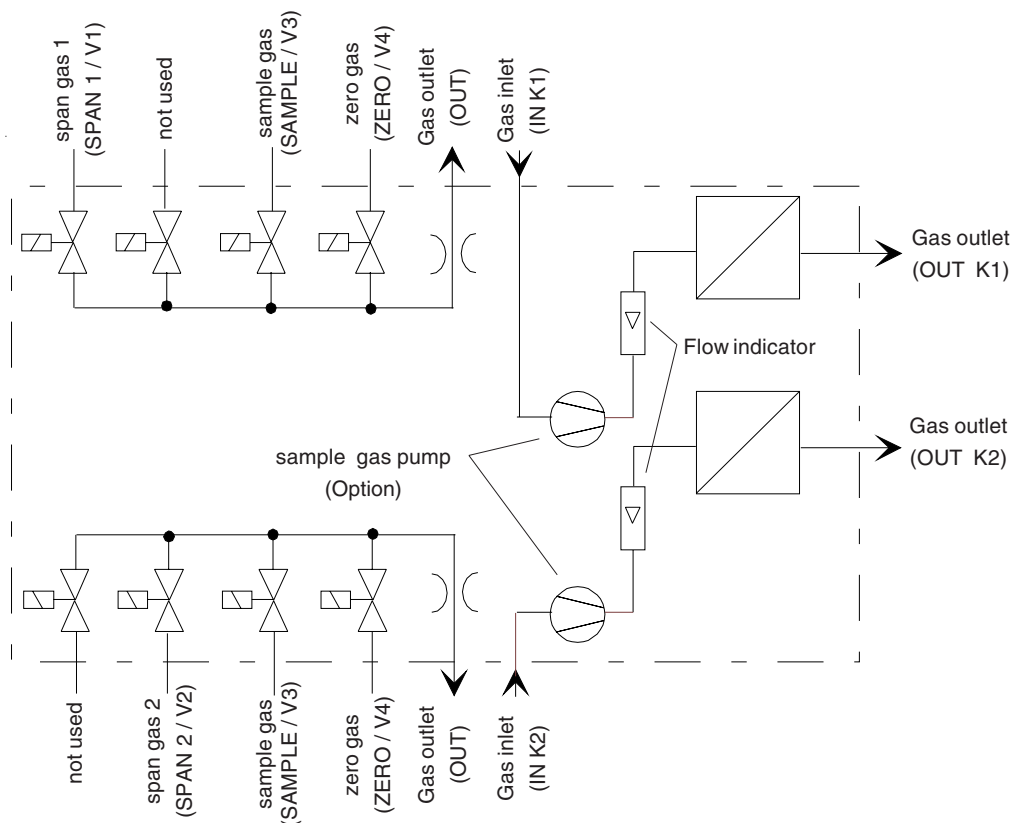 span gas 1
(SPAN 1 / V1)
not used
sample gas
(SAMPLE / V3)
zero gas
(ZERO / V4)
Gas outlet
(OUT)
Gas inlet
(IN K1)
Gas outlet
(OUT K1)
Flow indicator
Gas outlet
(OUT K2)
sample gas pump
(Option)
not used
span gas 2
(SPAN 2 / V2)
sample gas
(SAMPLE / V3)
zero gas
(ZERO / V4)
Gas outlet
(OUT)
Gas inlet
(IN K2)